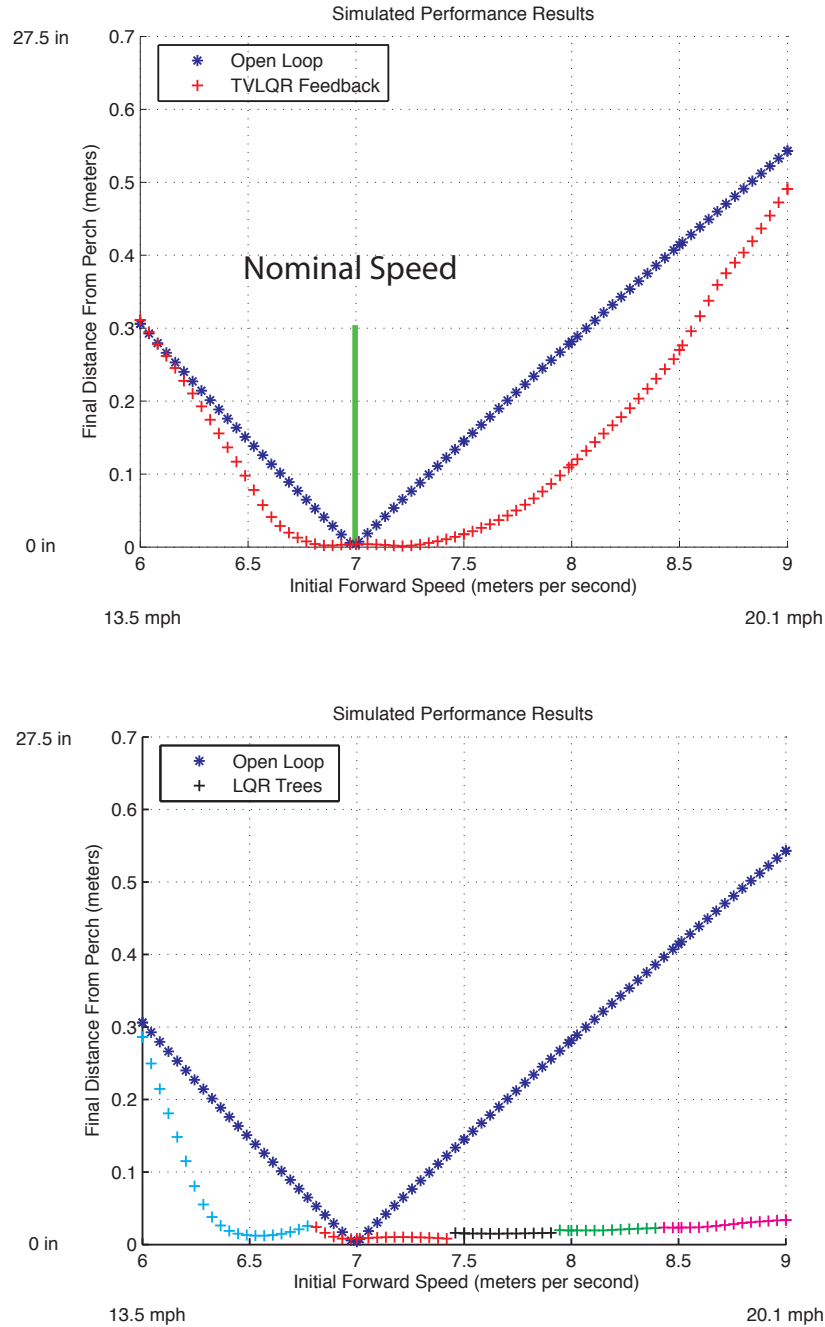 Simulated Performance Results
27.5 in
0.7
Open Loop
TVLQR Feedback
0.6
0.5
0.4
0.3
0.2
0.1
0
Final Distance From Perch (meters)
Nominal Speed
0 in
6 6.5 7 7.5 8 8.5 9
Initial Forward Speed (meters per second)
13.5 mph 20.1 mph
Simulated Performance Results
27.5 in
0.7
Open Loop
LQR Trees
0.6
0.5
0.4
0.3
0.2
0.1
0
Final Distance From Perch (meters)
0 in
6 6.5 7 7.5 8 8.5 9
Initial Forward Speed (meters per second)
13.5 mph 20.1 mph